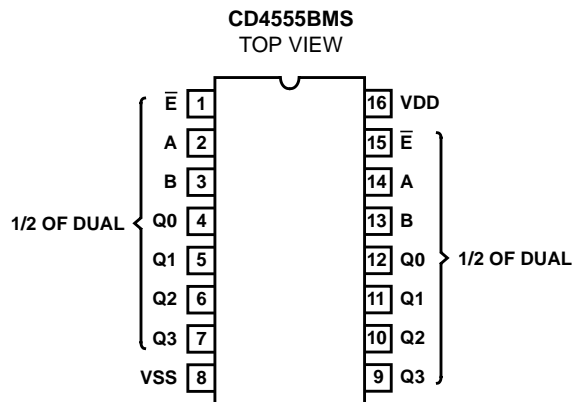 CD4555BMS
TOP VIEW
E̅ 1 16 VDD
A 2 15 E̅
B 3 14 A
1/2 OF DUAL Q0 4 13 B
Q1 5 12 Q0 1/2 OF DUAL
Q2 6 11 Q1
Q3 7 10 Q2
VSS 8 9 Q3